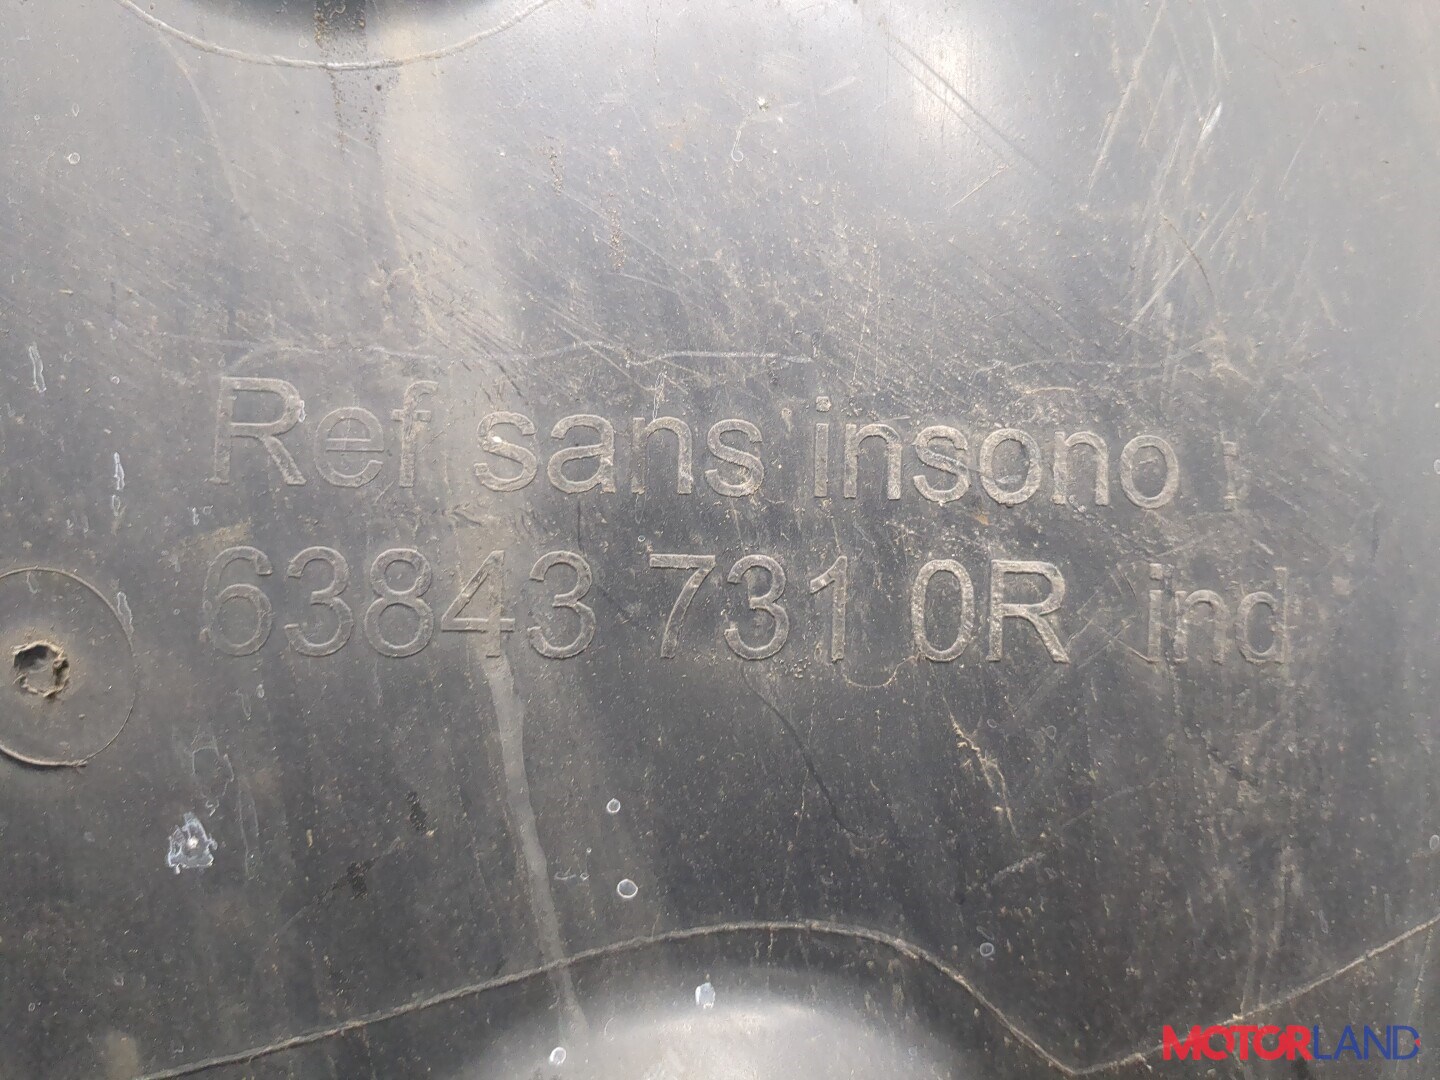 Ref sans insono :
63843 731 0R ind
MOTORLAND